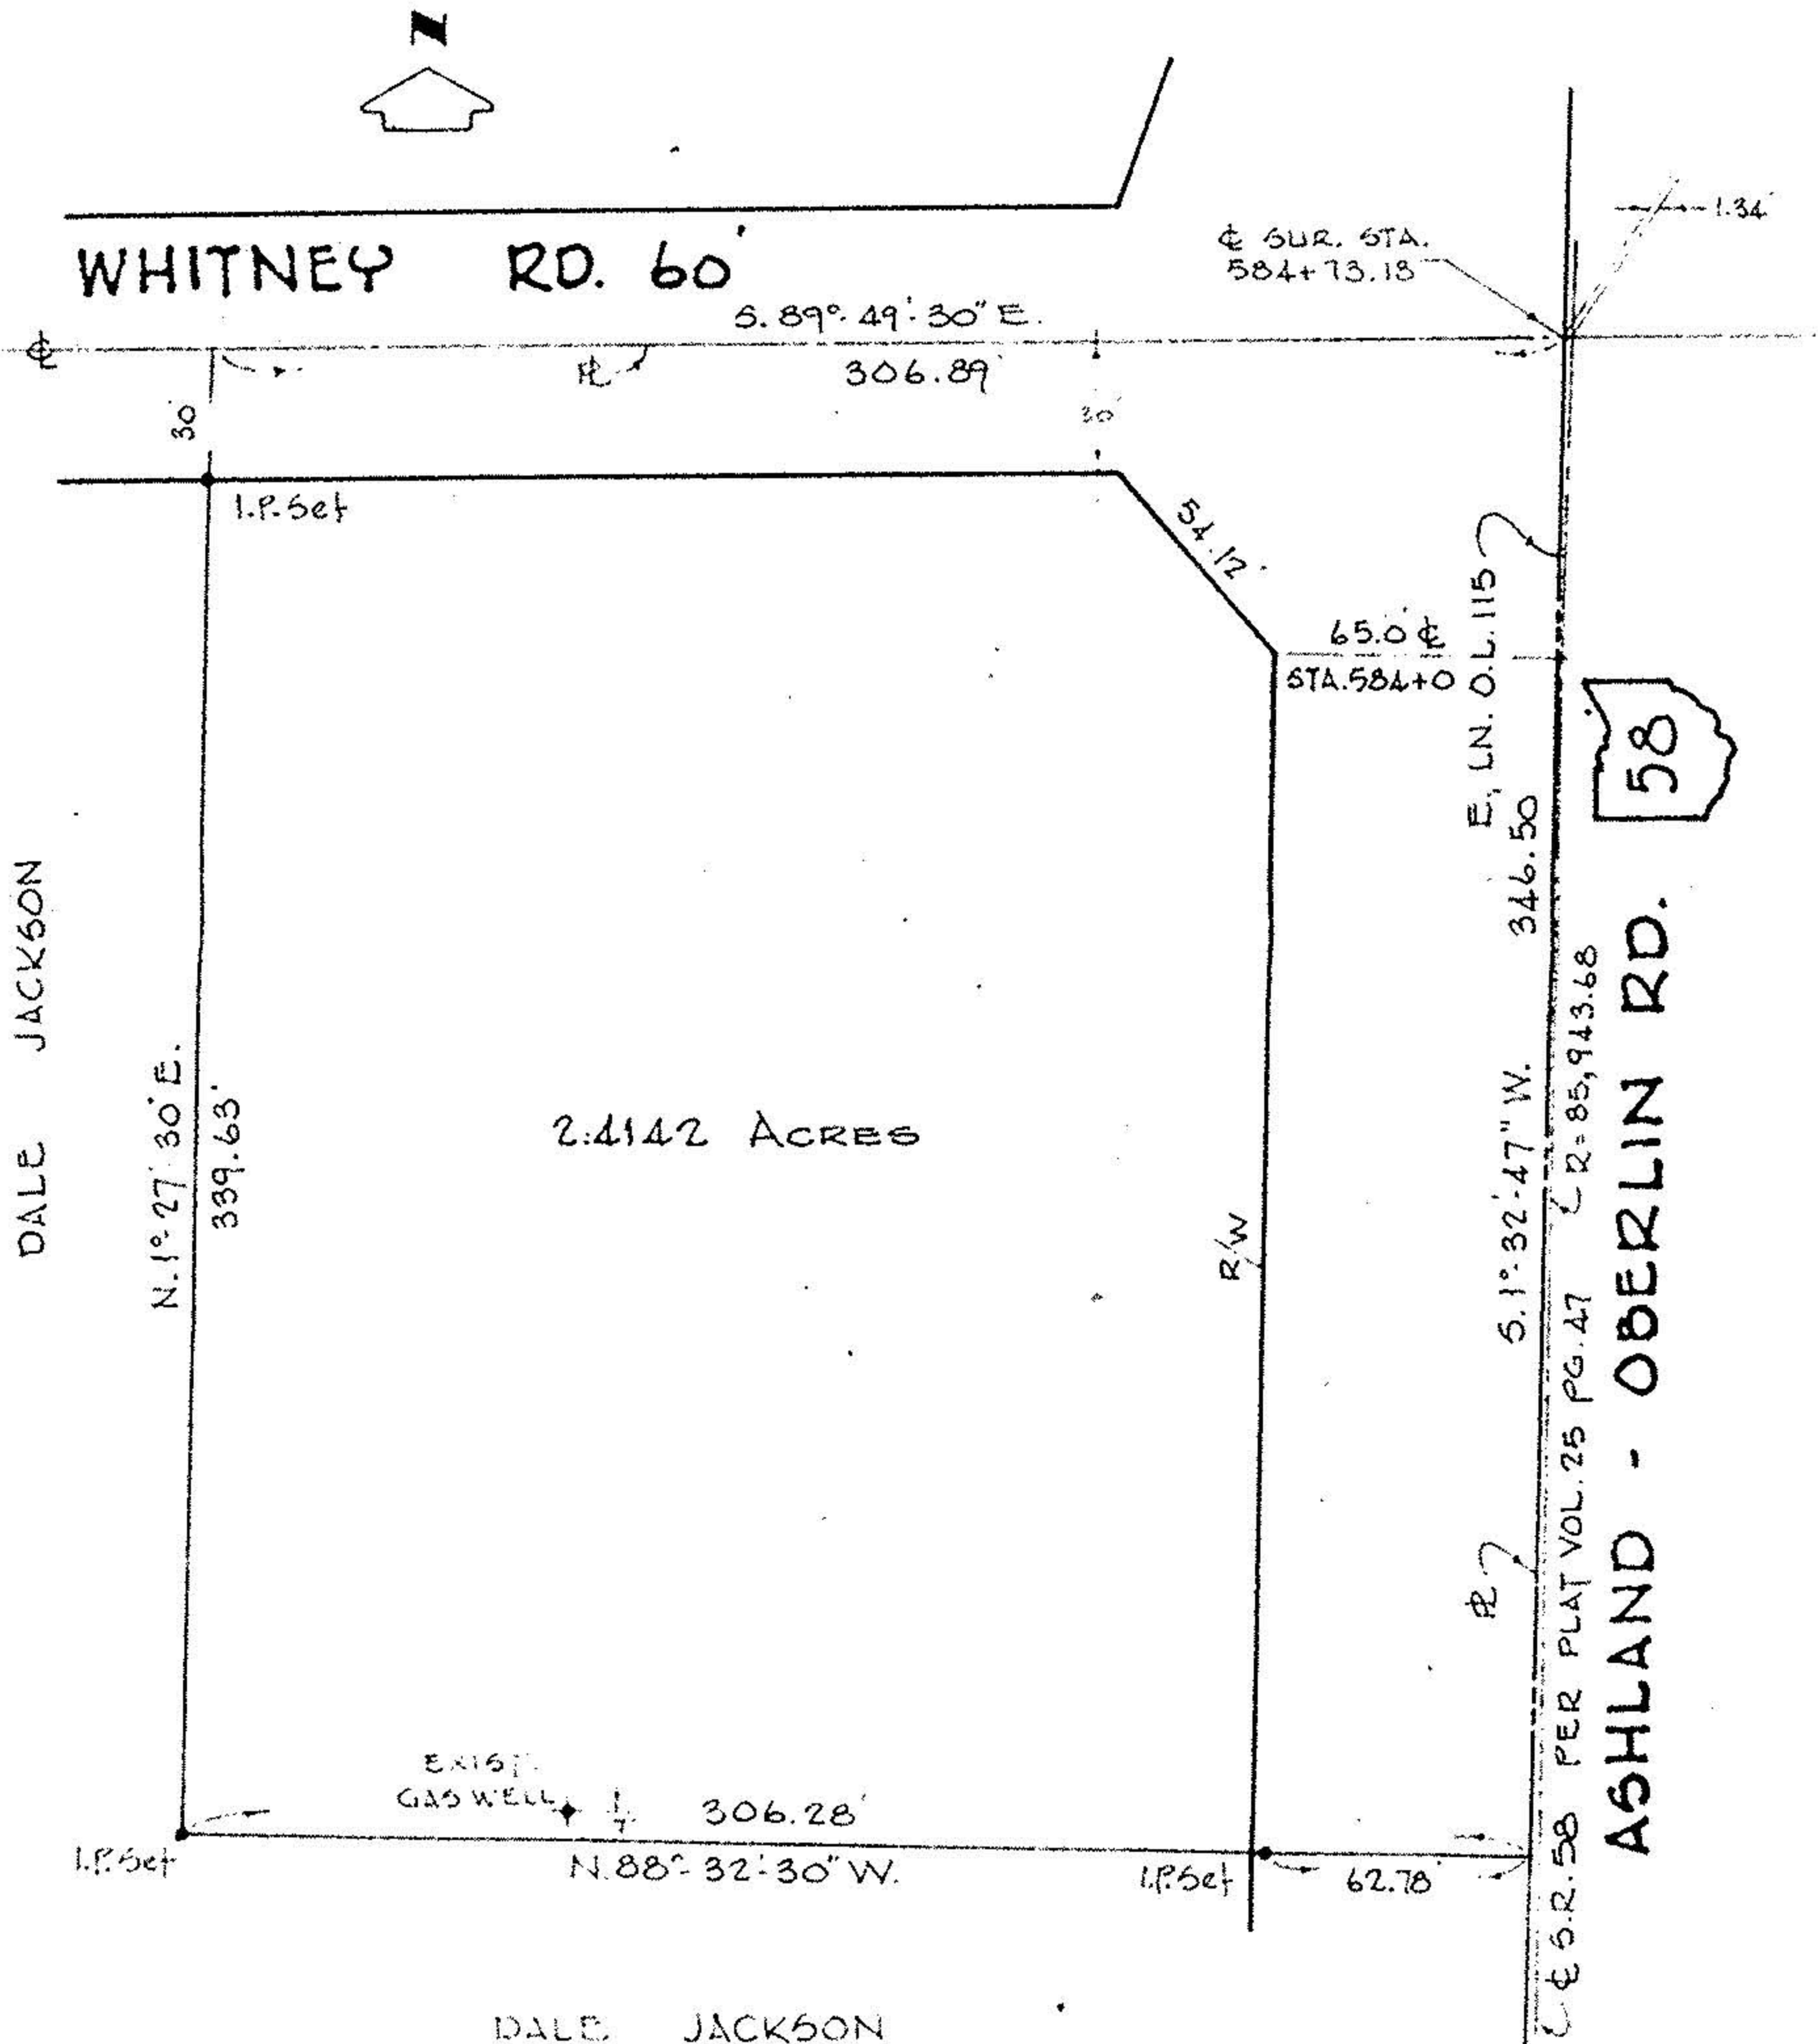 N
WHITNEY RD. 60'
℄ SUR. STA.
584+73.13
1.34'
S. 89°-49'-30" E.
℄
℄
306.89'
30
30'
I.P. Set
54.12'
65.0' ℄
STA. 584+0
E, LN. O.L. 115
58
346.50
DALE JACKSON
N. 1°-27'-30" E.
339.63'
2.4142 ACRES
R/W
S. 1°-32'-47" W.
R=85,943.68
ASHLAND - OBERLIN RD.
℄ S.R. 58 PER PLAT VOL. 25 PG. 47
EXIST.
GAS WELL
306.28'
I.P. Set
N. 88°-32'-30" W.
I.P. Set
62.78'
DALE JACKSON